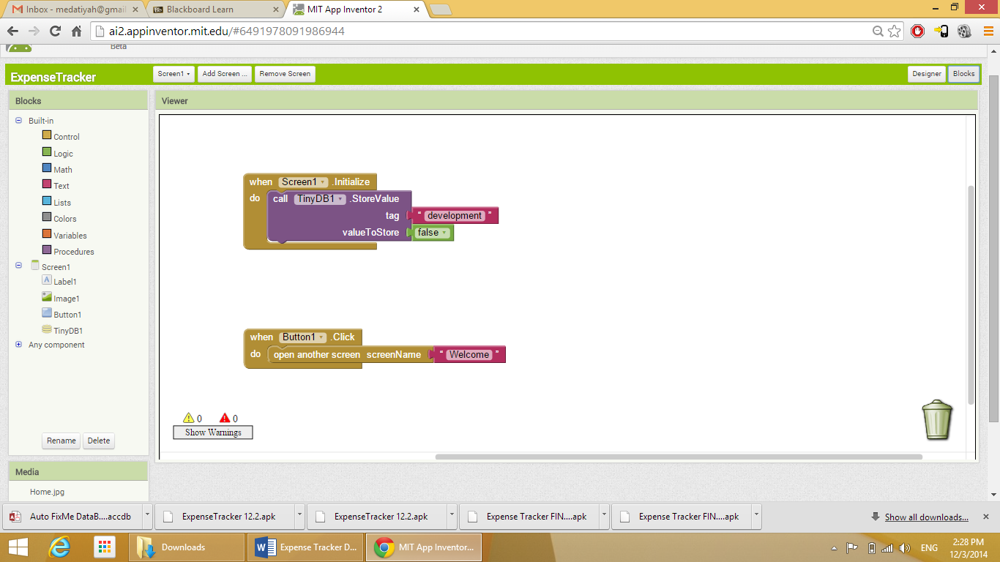 Inbox - medatiyah@gmail
Blackboard Learn
MIT App Inventor 2
ai2.appinventor.mit.edu/#6491978091986944
Beta
ExpenseTracker
Screen1
Add Screen ...
Remove Screen
Designer
Blocks
Blocks
Viewer
Built-in
Control
Logic
Math
Text
Lists
Colors
Variables
Procedures
Screen1
Label1
Image1
Button1
TinyDB1
Any component
Rename
Delete
Media
Home.jpg
when Screen1 .Initialize
do call TinyDB1 .StoreValue
tag " development "
valueToStore false
when Button1 .Click
do open another screen screenName " Welcome "
0 0
Show Warnings
Auto FixMe DataB....accdb
ExpenseTracker 12.2.apk
ExpenseTracker 12.2.apk
Expense Tracker FIN....apk
Expense Tracker FIN....apk
Show all downloads...
Downloads
Expense Tracker D...
MIT App Inventor...
ENG
2:28 PM
12/3/2014